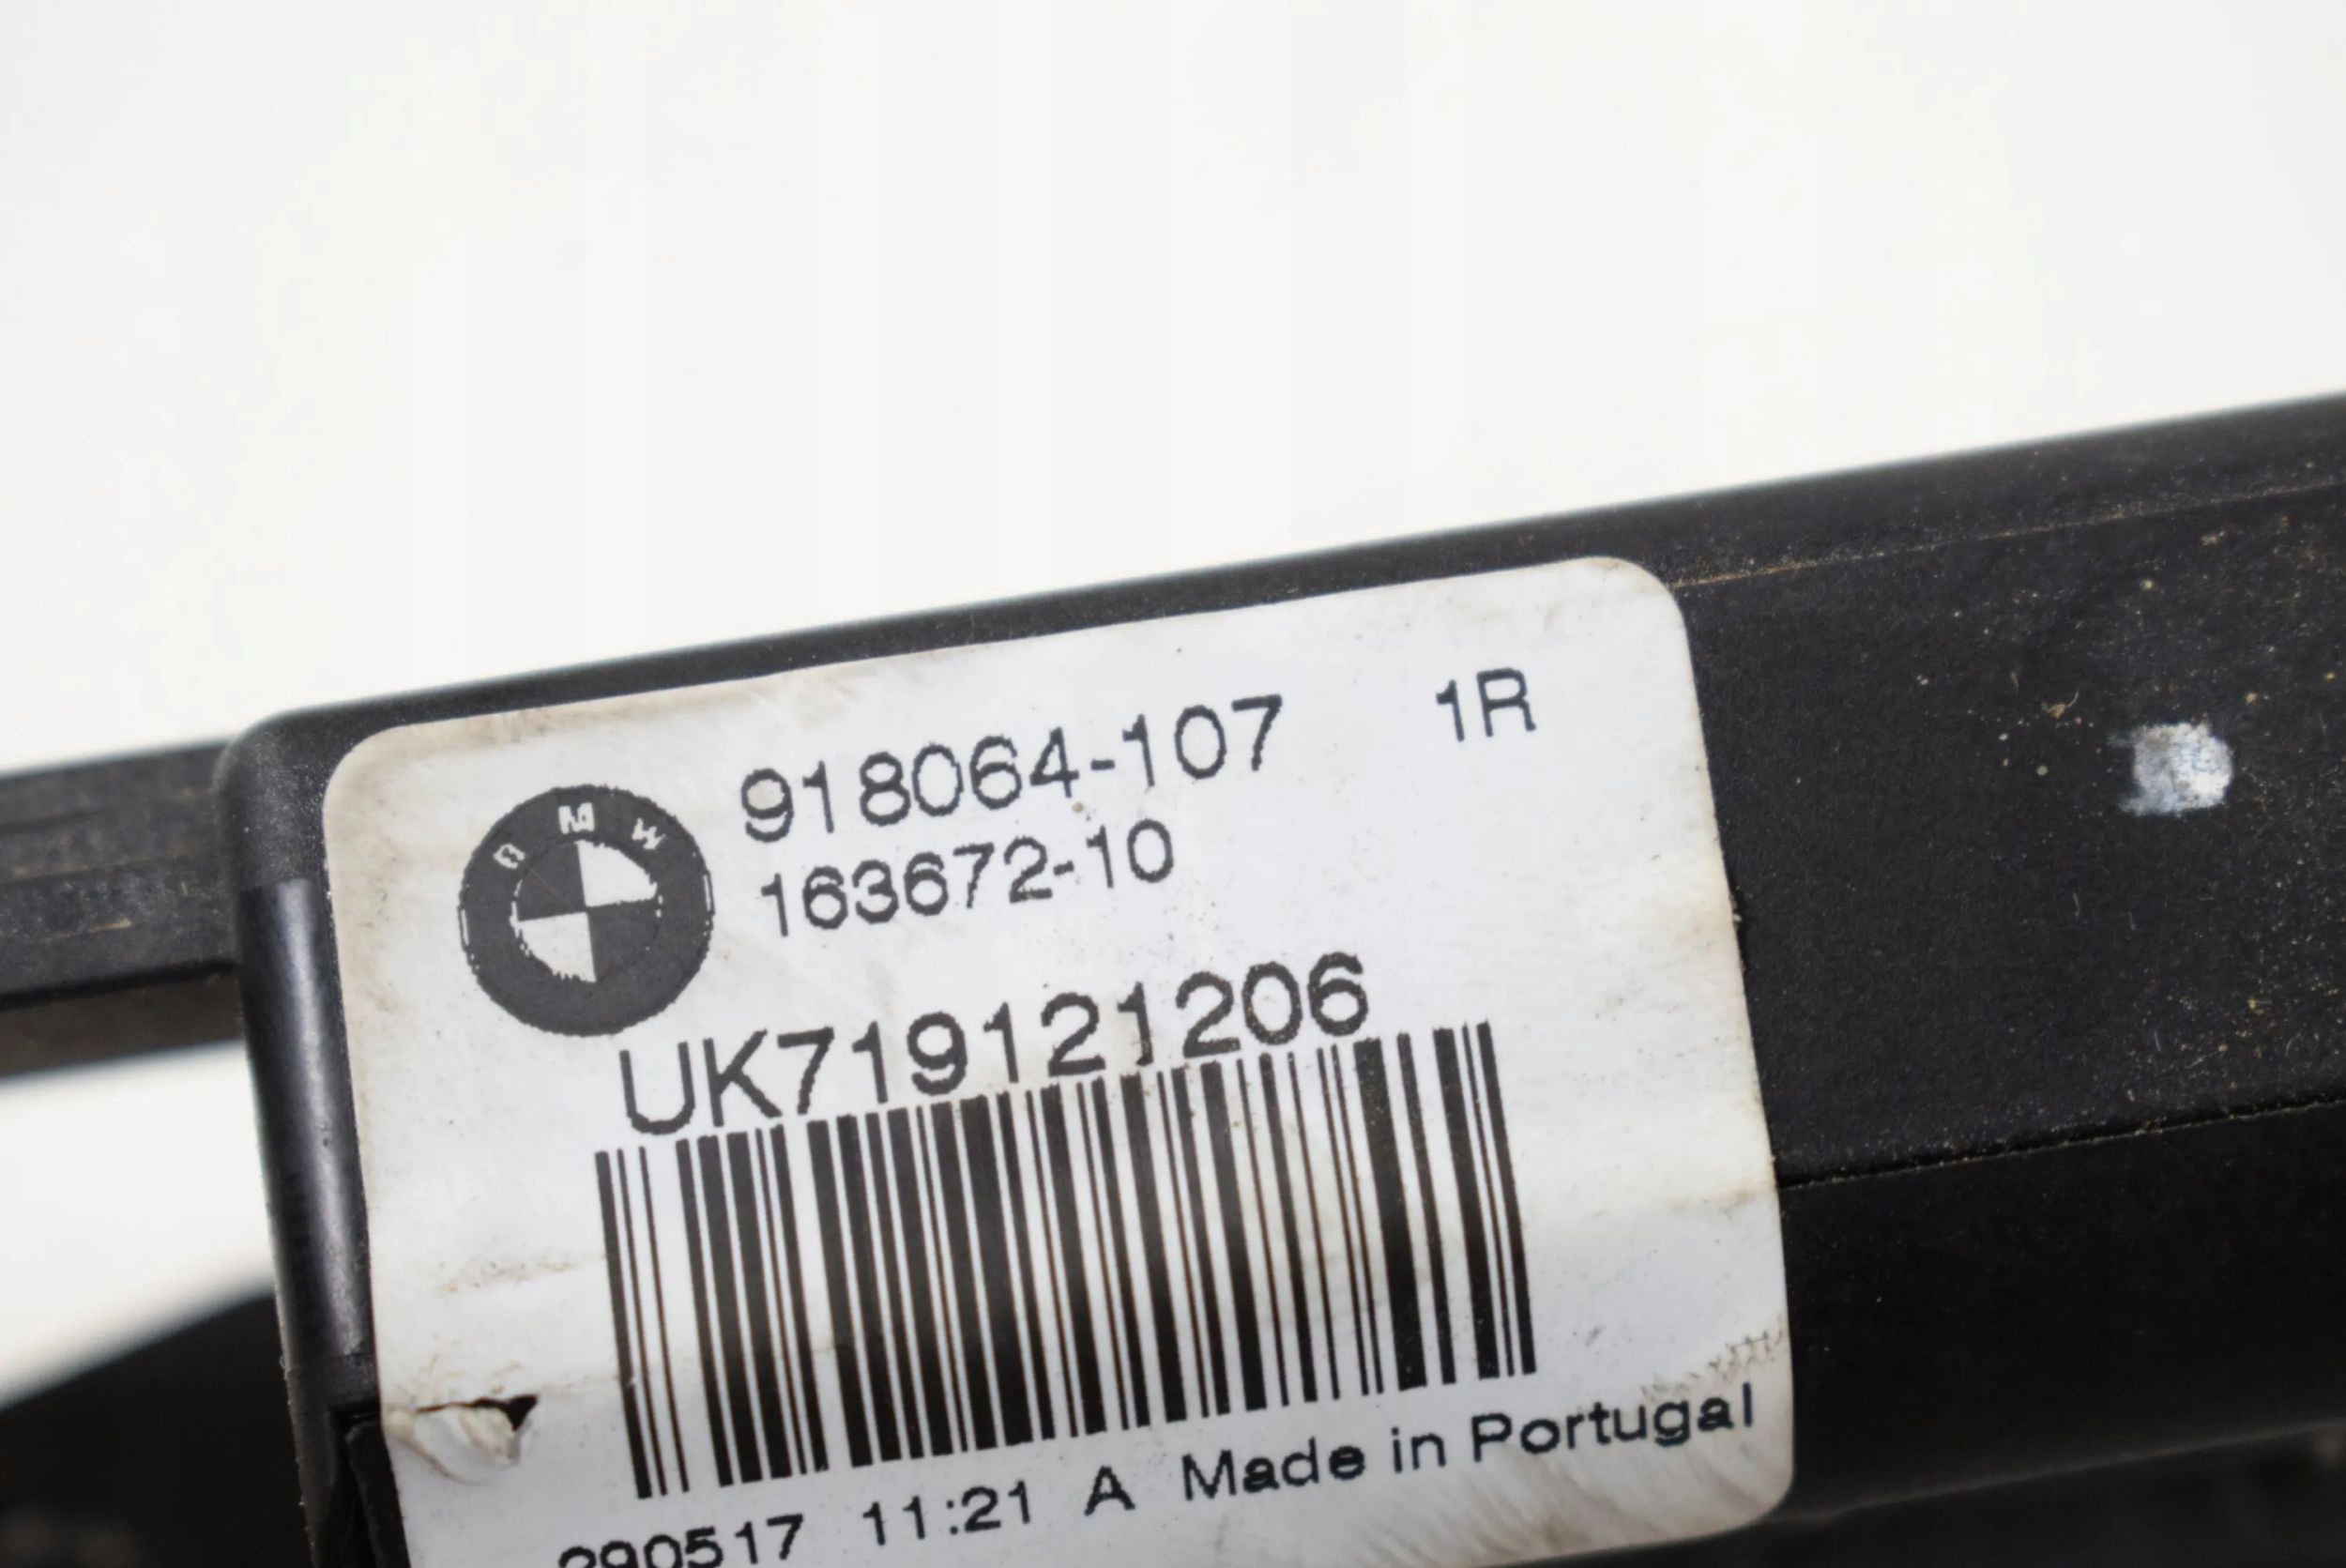 918064-107 1R
163672-10
BMW
UK719121206
290517 11:21 A Made in Portugal